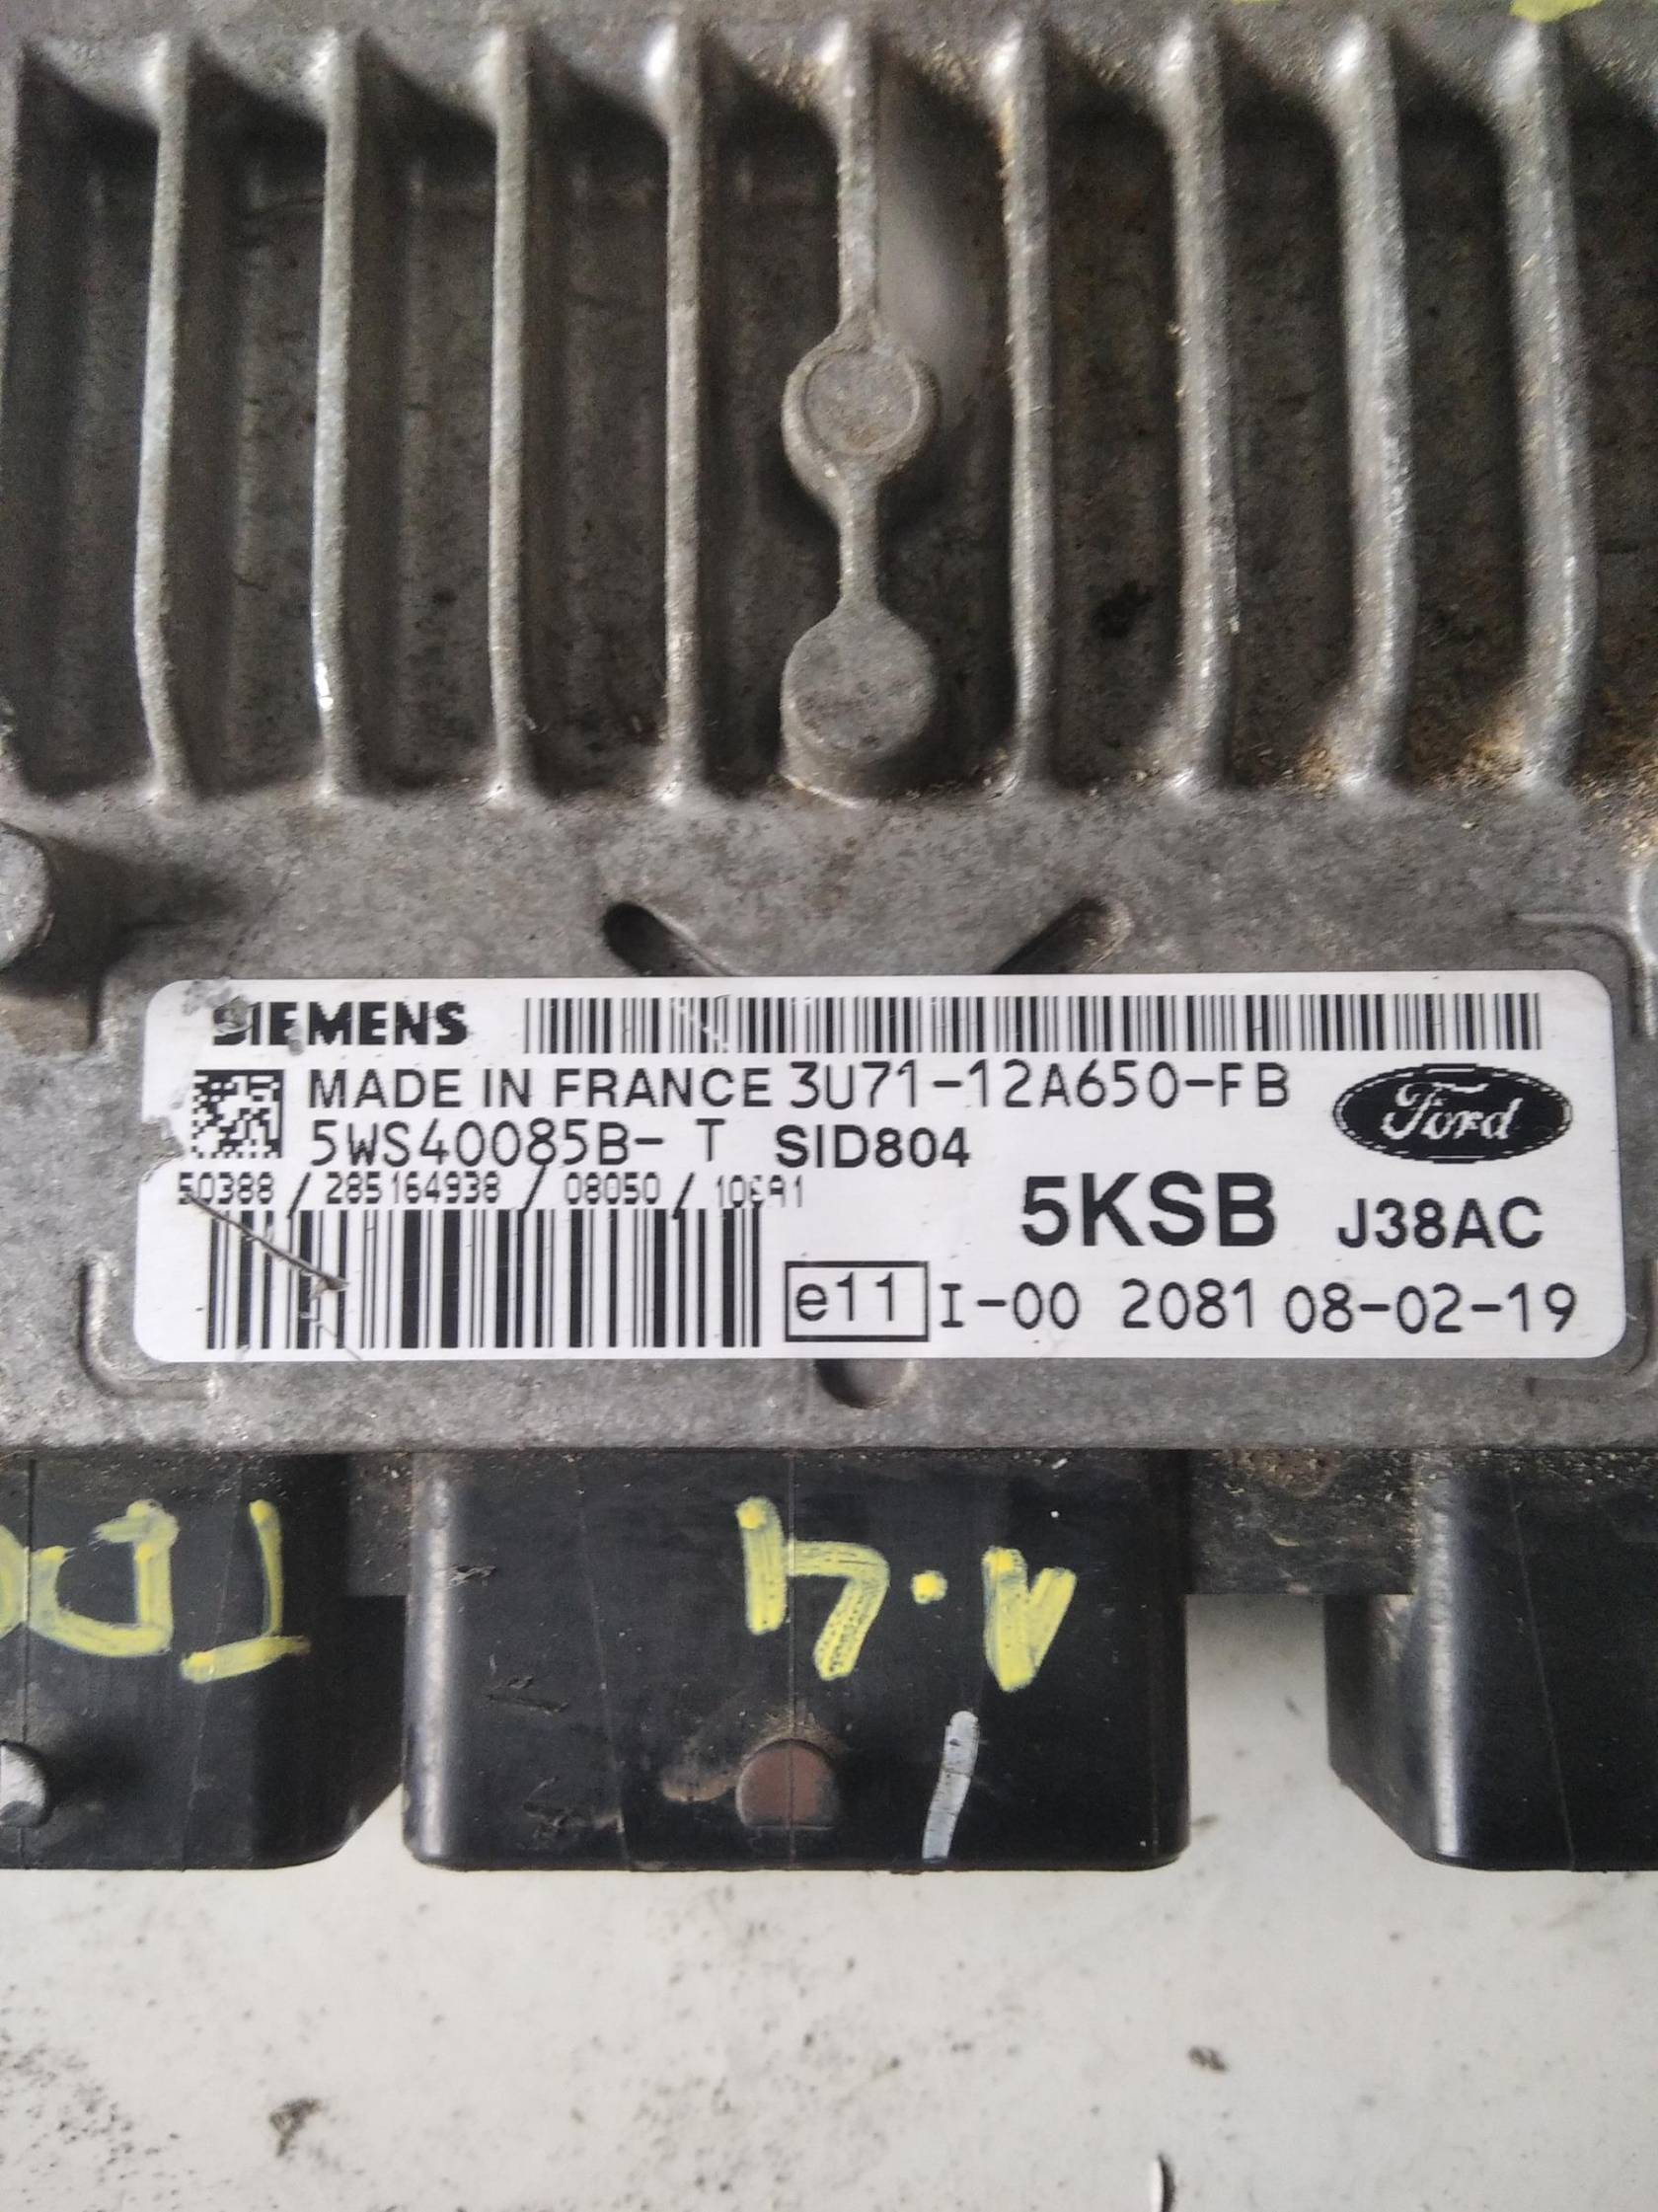 SIEMENS
MADE IN FRANCE 3U71-12A650-FB
Ford
5WS40085B- T SID804
50388 / 285164938 / 08050 /
5KSB J38AC
e11 I-00 2081 08-02-19
1.4